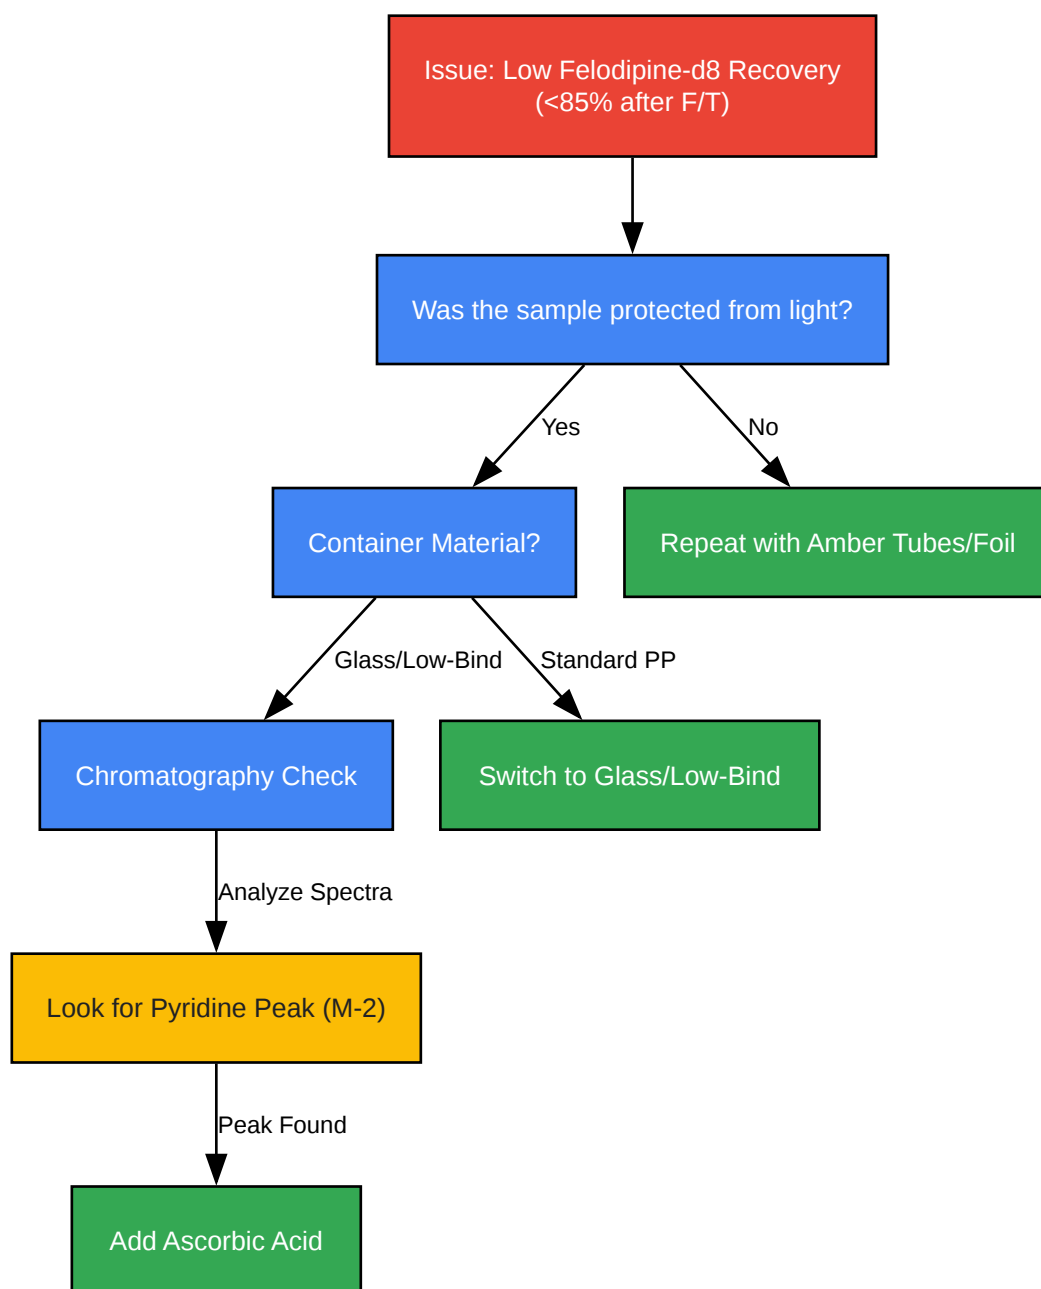 Issue: Low Felodipine-d8 Recovery
(<85% after F/T)
Was the sample protected from light?
Yes
No
Container Material?
Repeat with Amber Tubes/Foil
Glass/Low-Bind
Standard PP
Chromatography Check
Switch to Glass/Low-Bind
Analyze Spectra
Look for Pyridine Peak (M-2)
Peak Found
Add Ascorbic Acid